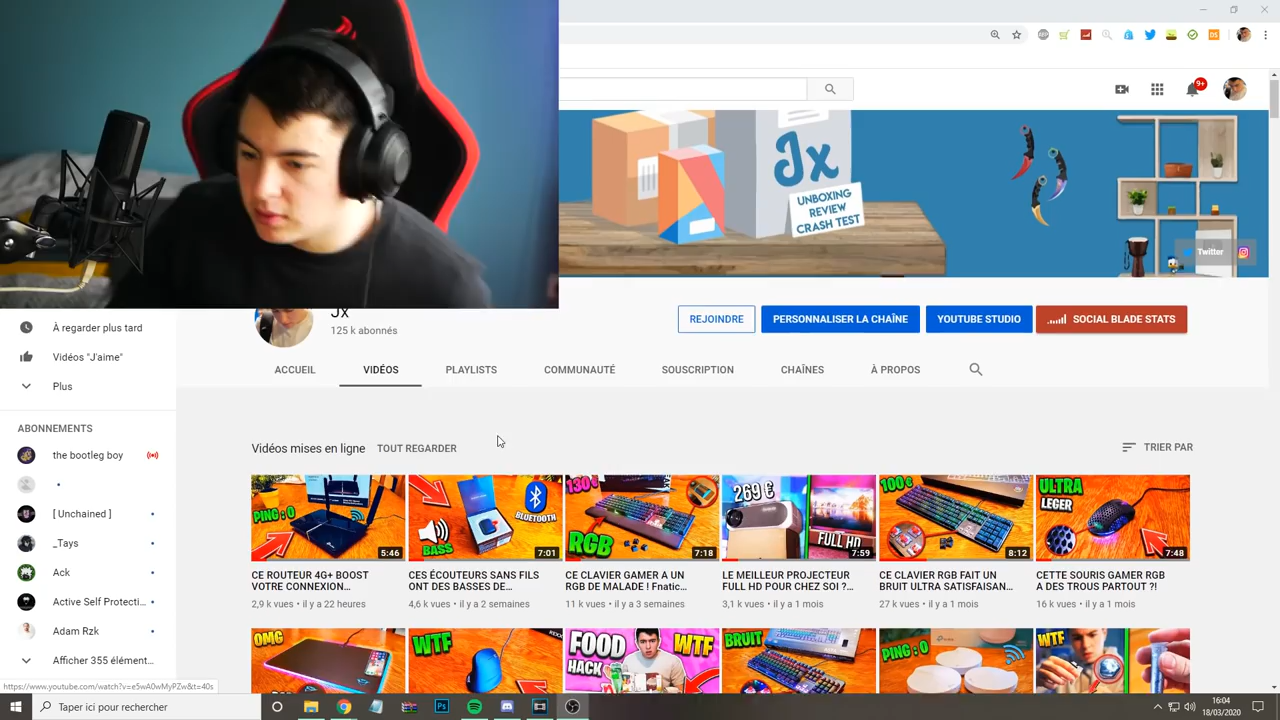 9+
Jx
UNBOXING
REVIEW
CRASH TEST
Twitter
Jx
125 k abonnés
REJOINDRE
PERSONNALISER LA CHAÎNE
YOUTUBE STUDIO
SOCIAL BLADE STATS
ACCUEIL
VIDÉOS
PLAYLISTS
COMMUNAUTÉ
SOUSCRIPTION
CHAÎNES
À PROPOS
À regarder plus tard
Vidéos "J'aime"
Plus
ABONNEMENTS
the bootleg boy
[ Unchained ]
_Tays
Ack
Active Self Protecti...
Adam Rzk
Afficher 355 élément...
Vidéos mises en ligne
TOUT REGARDER
TRIER PAR
PING : 0
5:46
CE ROUTEUR 4G+ BOOST
VOTRE CONNEXION...
2,9 k vues • il y a 22 heures
BASS
BLUETOOTH
7:01
CES ÉCOUTEURS SANS FILS
ONT DES BASSES DE...
4,6 k vues • il y a 2 semaines
130€
RGB
7:18
CE CLAVIER GAMER A UN
RGB DE MALADE ! Fnatic...
11 k vues • il y a 3 semaines
269 €
FULL HD
7:59
LE MEILLEUR PROJECTEUR
FULL HD POUR CHEZ SOI ?...
3,1 k vues • il y a 1 mois
100€
8:12
CE CLAVIER RGB FAIT UN
BRUIT ULTRA SATISFAISAN...
27 k vues • il y a 1 mois
ULTRA
LEGER
7:48
CETTE SOURIS GAMER RGB
A DES TROUS PARTOUT ?!
16 k vues • il y a 1 mois
OMG
WTF
FOOD
HACK
WTF
BRUIT
PING : 0
WTF
https://www.youtube.com/watch?v=e5wA0wMyPZw&t=40s
Taper ici pour rechercher
16:04
18/03/2020